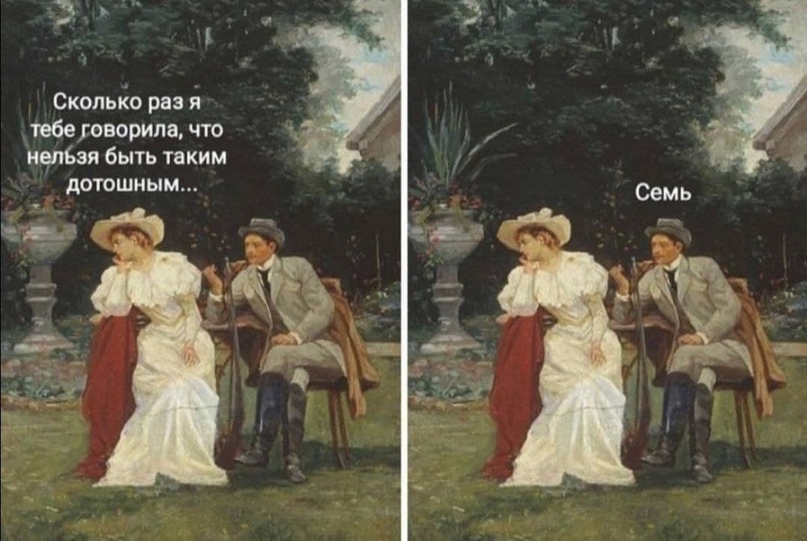 Сколько раз я
тебе говорила, что
нельзя быть таким
дотошным...
Семь